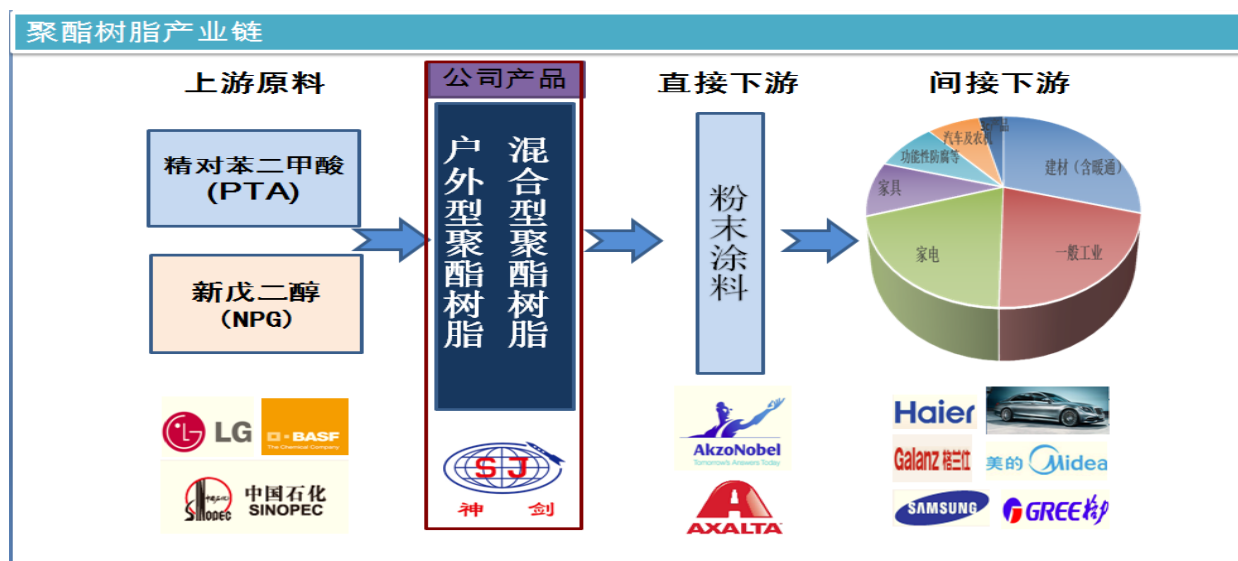 聚酯树脂产业链
上游原料
精对苯二甲酸
(PTA)
新戊二醇
(NPG)
LG
BASF
The Chemical Company
SINOPEC
中国石化
SINOPEC
公司产品
户外型聚酯树脂
混合型聚酯树脂
SJ
神剑
直接下游
粉末涂料
AkzoNobel
Tomorrow's Answers Today
AXALTA
间接下游
建材（含暖通）
一般工业
家电
家具
功能性防腐等
汽车及农机
Haier
Galanz 格兰仕
美的 Midea
SAMSUNG
GREE格力